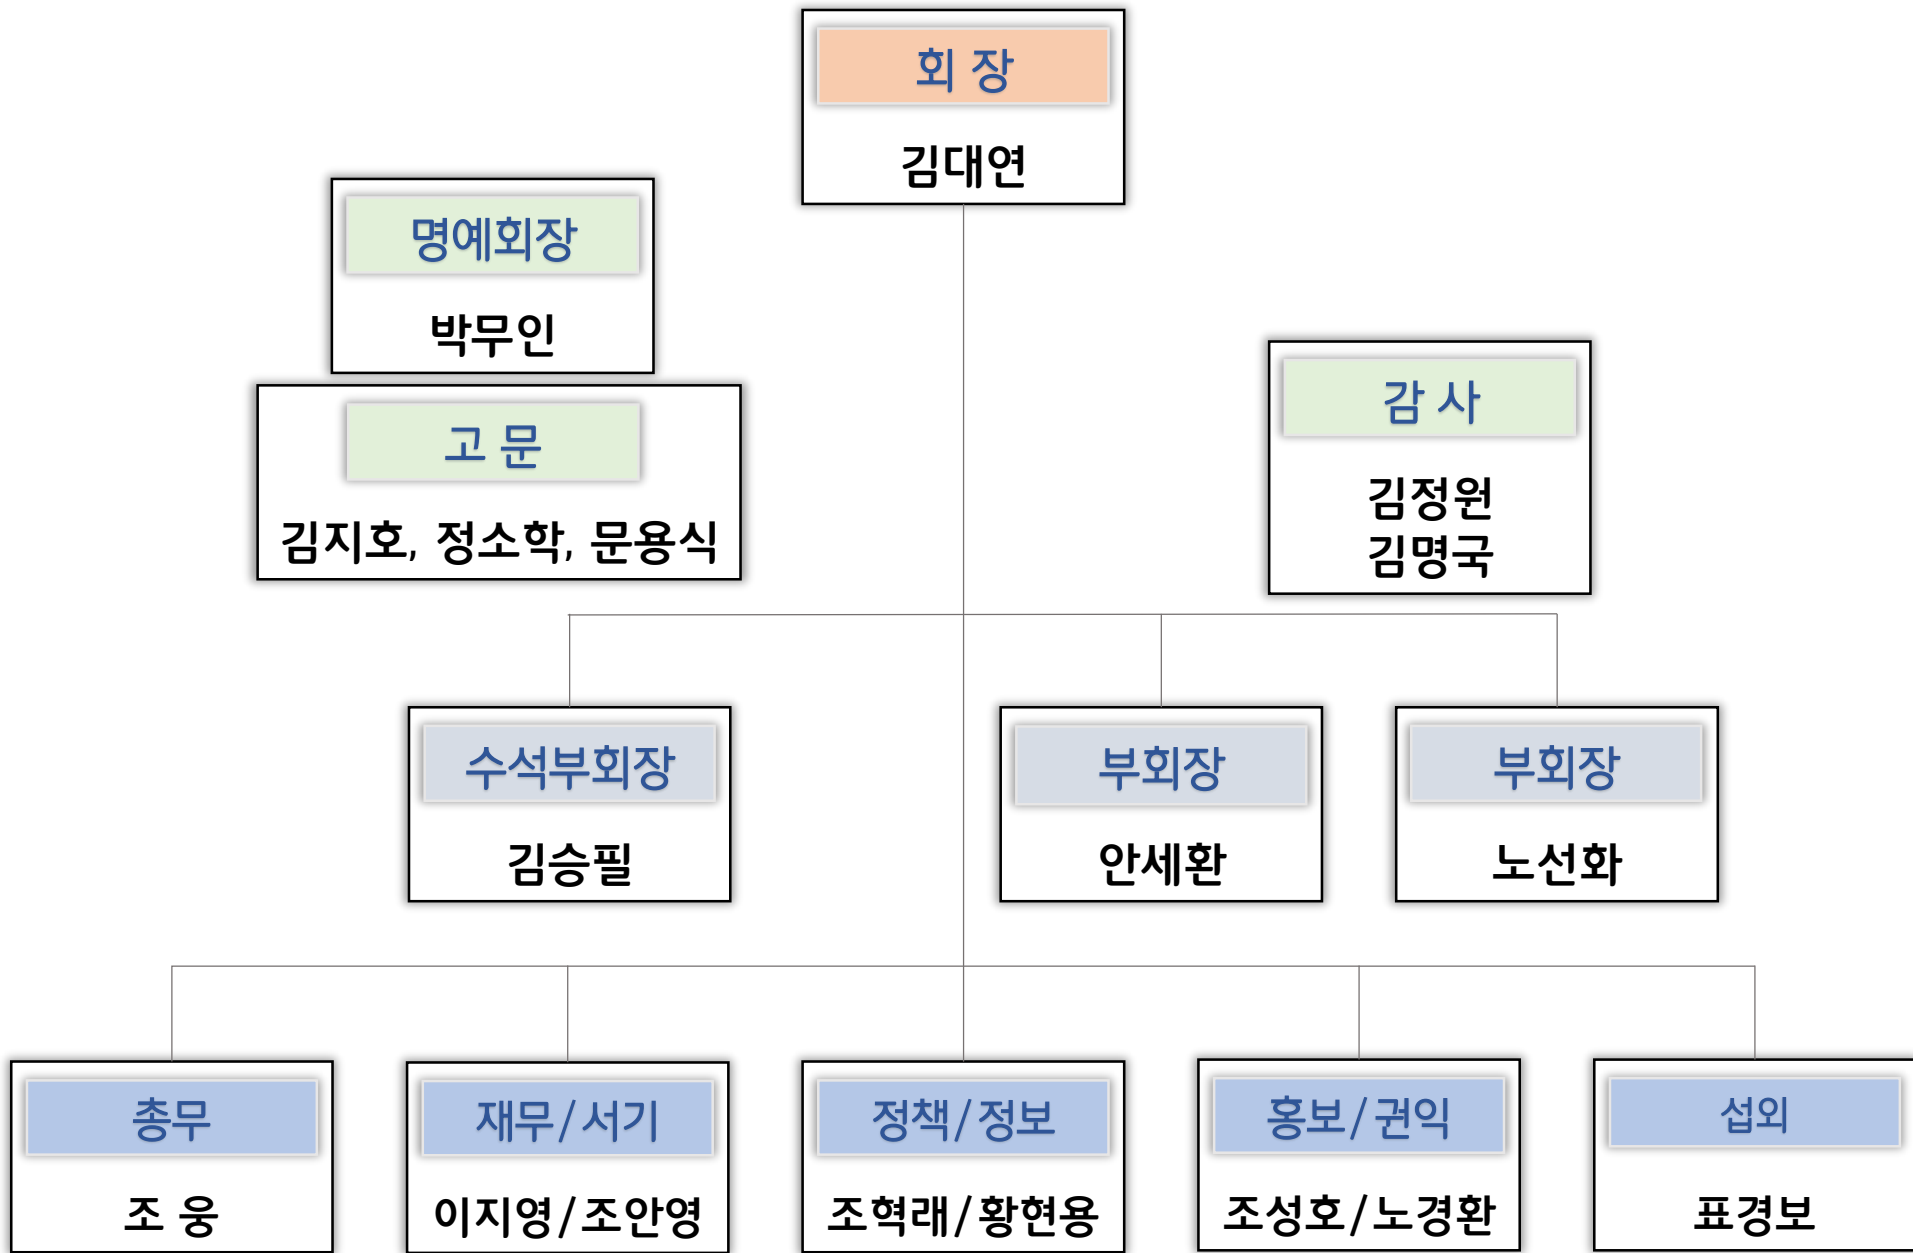 회 장
김대연
명예회장
박무인
고 문
김지호, 정소학, 문용식
감 사
김정원
김명국
수석부회장
김승필
부회장
안세환
부회장
노선화
총무
조 웅
재무/서기
이지영/조안영
정책/정보
조혁래/황현용
홍보/권익
조성호/노경환
섭외
표경보